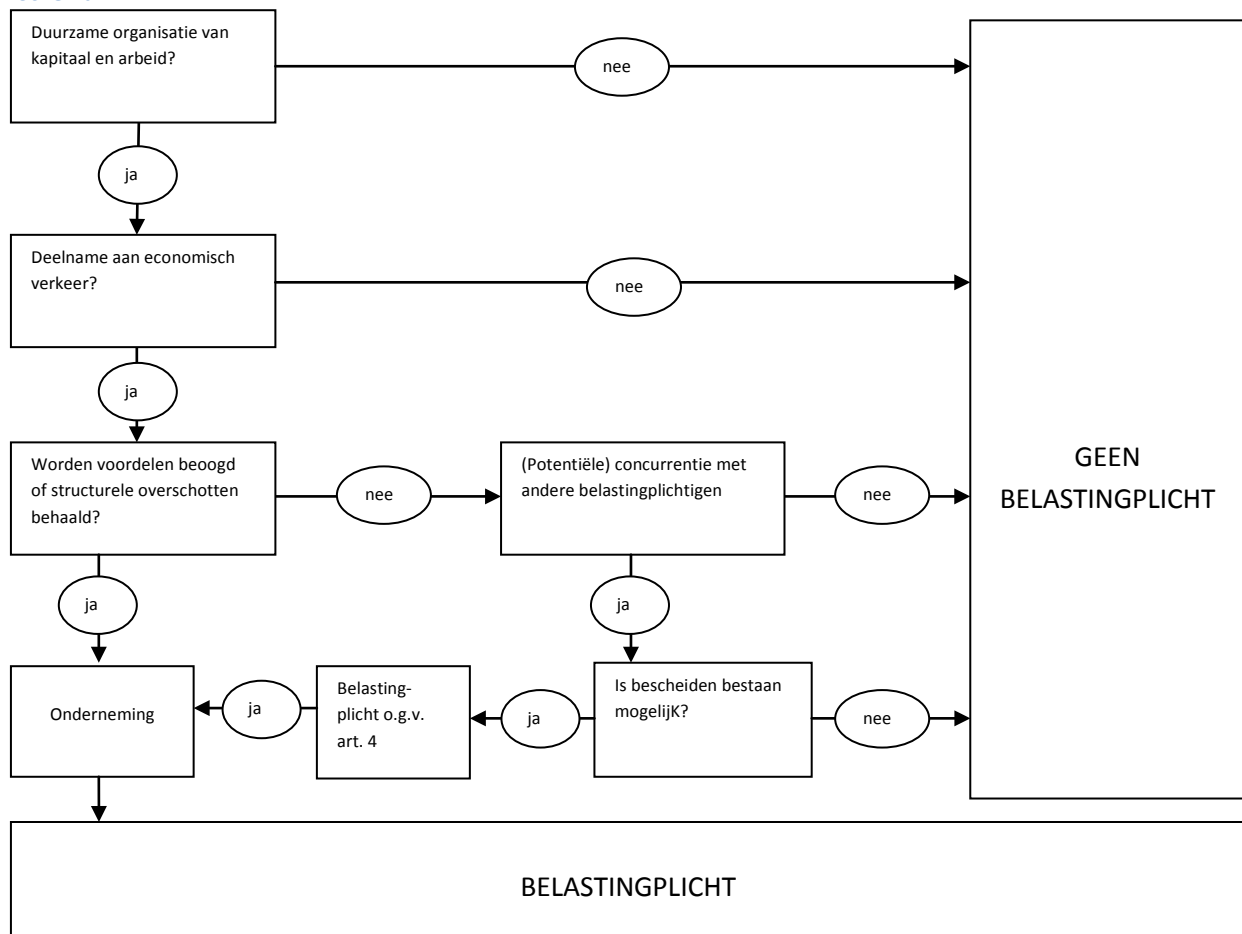 Duurzame organisatie van
kapitaal en arbeid?
nee
ja
Deelname aan economisch
verkeer?
nee
ja
Worden voordelen beoogd
of structurele overschotten
behaald?
nee
(Potentiële) concurrentie met
andere belastingplichtigen
nee
GEEN
BELASTINGPLICHT
ja
ja
Onderneming
ja
Belasting-
plicht o.g.v.
art. 4
ja
Is bescheiden bestaan
mogelijK?
nee
BELASTINGPLICHT